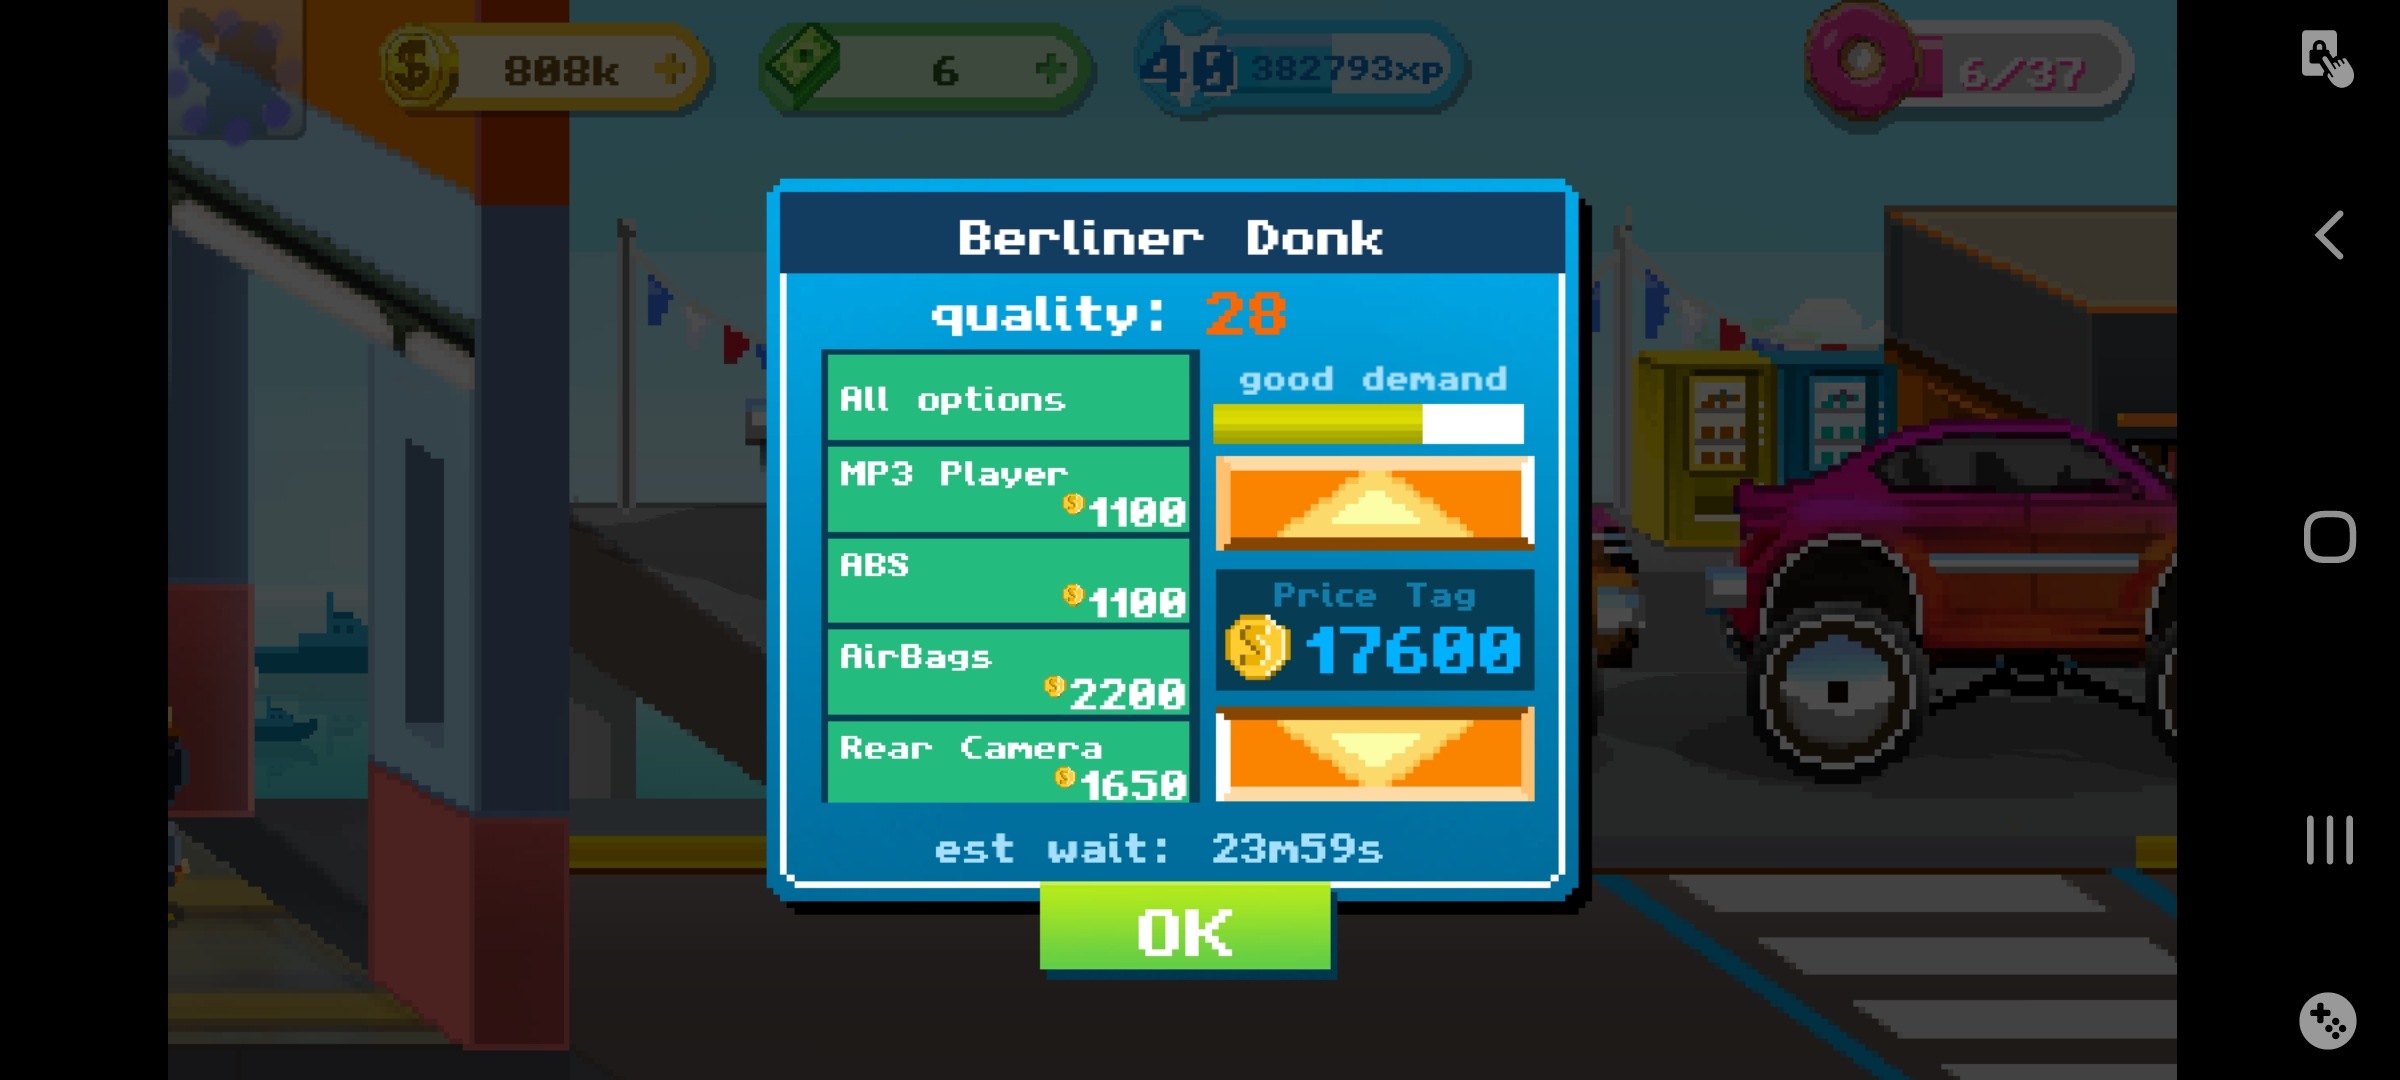 808k
6
40 382793xp
6/37
Berliner Donk
quality: 28
All options
MP3 Player
1100
ABS
1100
AirBags
2200
Rear Camera
1650
good demand
Price Tag
17600
est wait: 23m59s
OK